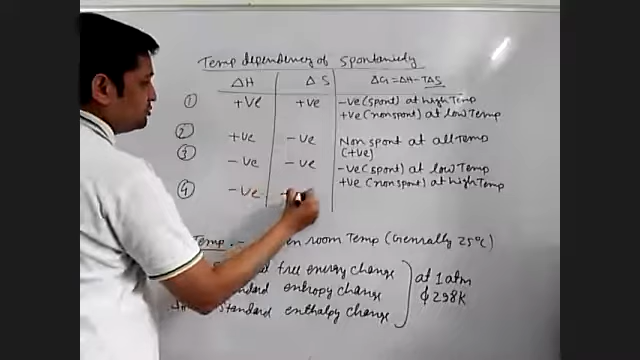 Temp dependency of spontaniety
ΔH ΔS ΔG=ΔH-TΔS
① +ve +ve -ve(spont) at high Temp
+ve(nonspont) at low Temp
② +ve -ve Non spont at all Temp
(+ve)
③ -ve -ve -ve(spont) at low Temp
+ve (nonspont) at high Temp
④ -ve
Temp room Temp (Genrally 25°C)
free energy change
entropy change at 1 atm
& 298K
standard enthalpy change